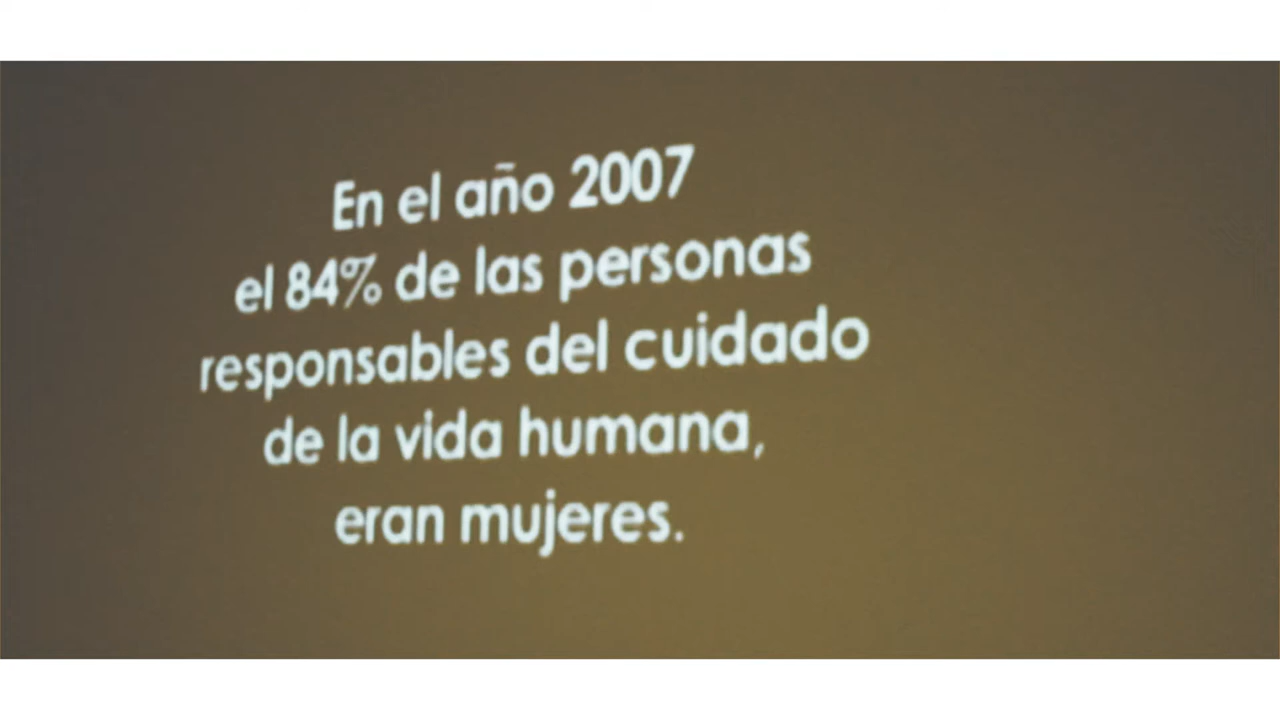 En el año 2007
el 84% de las personas
responsables del cuidado
de la vida humana,
eran mujeres.